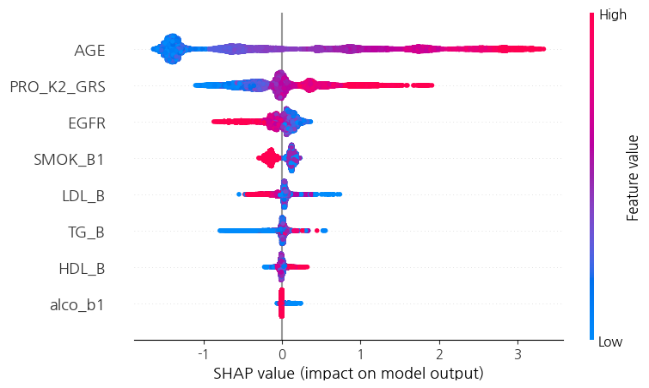 High
AGE
PRO_K2_GRS
EGFR
SMOK_B1
LDL_B
TG_B
HDL_B
alco_b1
Feature value
Low
-1 0 1 2 3
SHAP value (impact on model output)